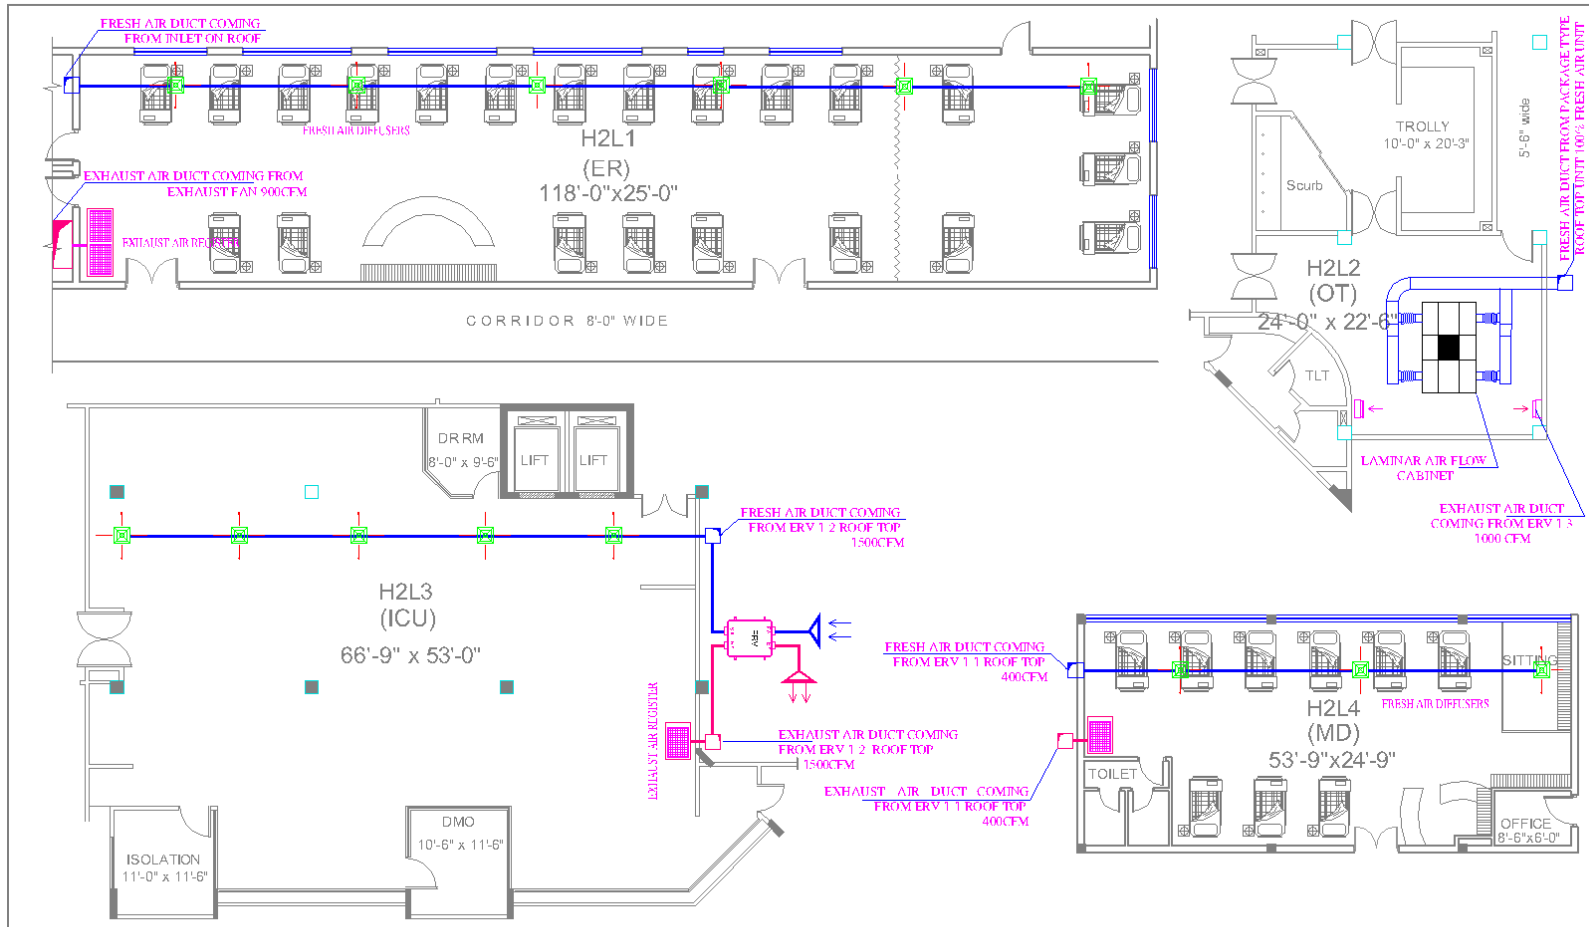 FRESH AIR DUCT COMING
FROM INLET ON ROOF
FRESH AIR DIFFUSERS
H2L1
(ER)
118'-0"x25'-0"
EXHAUST AIR DUCT COMING FROM
EXHAUST FAN 900CFM
EXHAUST AIR REGISTER
CORRIDOR 8'-0" WIDE
TROLLY
10'-0" x 20'-3"
5'-6" wide
Scurb
FRESH AIR DUCT FROM PACKAGE TYPE
ROOF TOP UNIT 100% FRESH AIR UNIT
H2L2
(OT)
24'-0" x 22'-6"
TLT
LAMINAR AIR FLOW
CABINET
EXHAUST AIR DUCT
COMING FROM ERV 1 3
1000 CFM
DR RM
8'-0" x 9'-6"
LIFT
LIFT
FRESH AIR DUCT COMING
FROM ERV 1 2 ROOF TOP
1500CFM
H2L3
(ICU)
66'-9" x 53'-0"
ERV
EXHAUST AIR REGISTER
EXHAUST AIR DUCT COMING
FROM ERV 1 2 ROOF TOP
1500CFM
ISOLATION
11'-0" x 11'-6"
DMO
10'-6" x 11'-6"
FRESH AIR DUCT COMING
FROM ERV 1 1 ROOF TOP
400CFM
SITTING
FRESH AIR DIFFUSERS
H2L4
(MD)
53'-9"x24'-9"
TOILET
EXHAUST AIR DUCT COMING
FROM ERV 1 1 ROOF TOP
400CFM
OFFICE
8'-6"x6'-0"